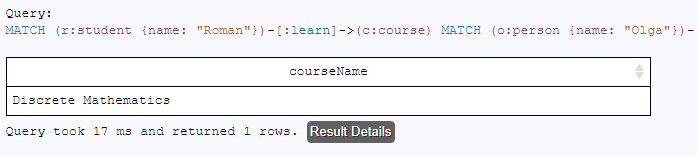 Query:
MATCH (r:student {name: "Roman"})-[:learn]->(c:course) MATCH (o:person {name: "Olga"})-
courseName
Discrete Mathematics
Query took 17 ms and returned 1 rows. Result Details